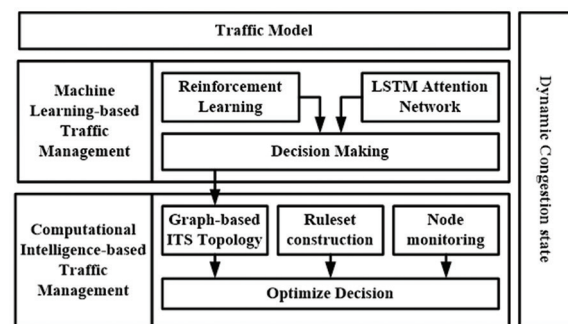 Traffic Model
Machine
Learning-based
Traffic
Management
Reinforcement
Learning
LSTM Attention
Network
Decision Making
Computational
Intelligence-based
Traffic
Management
Graph-based
ITS Topology
Ruleset
construction
Node
monitoring
Optimize Decision
Dynamic Congestion state